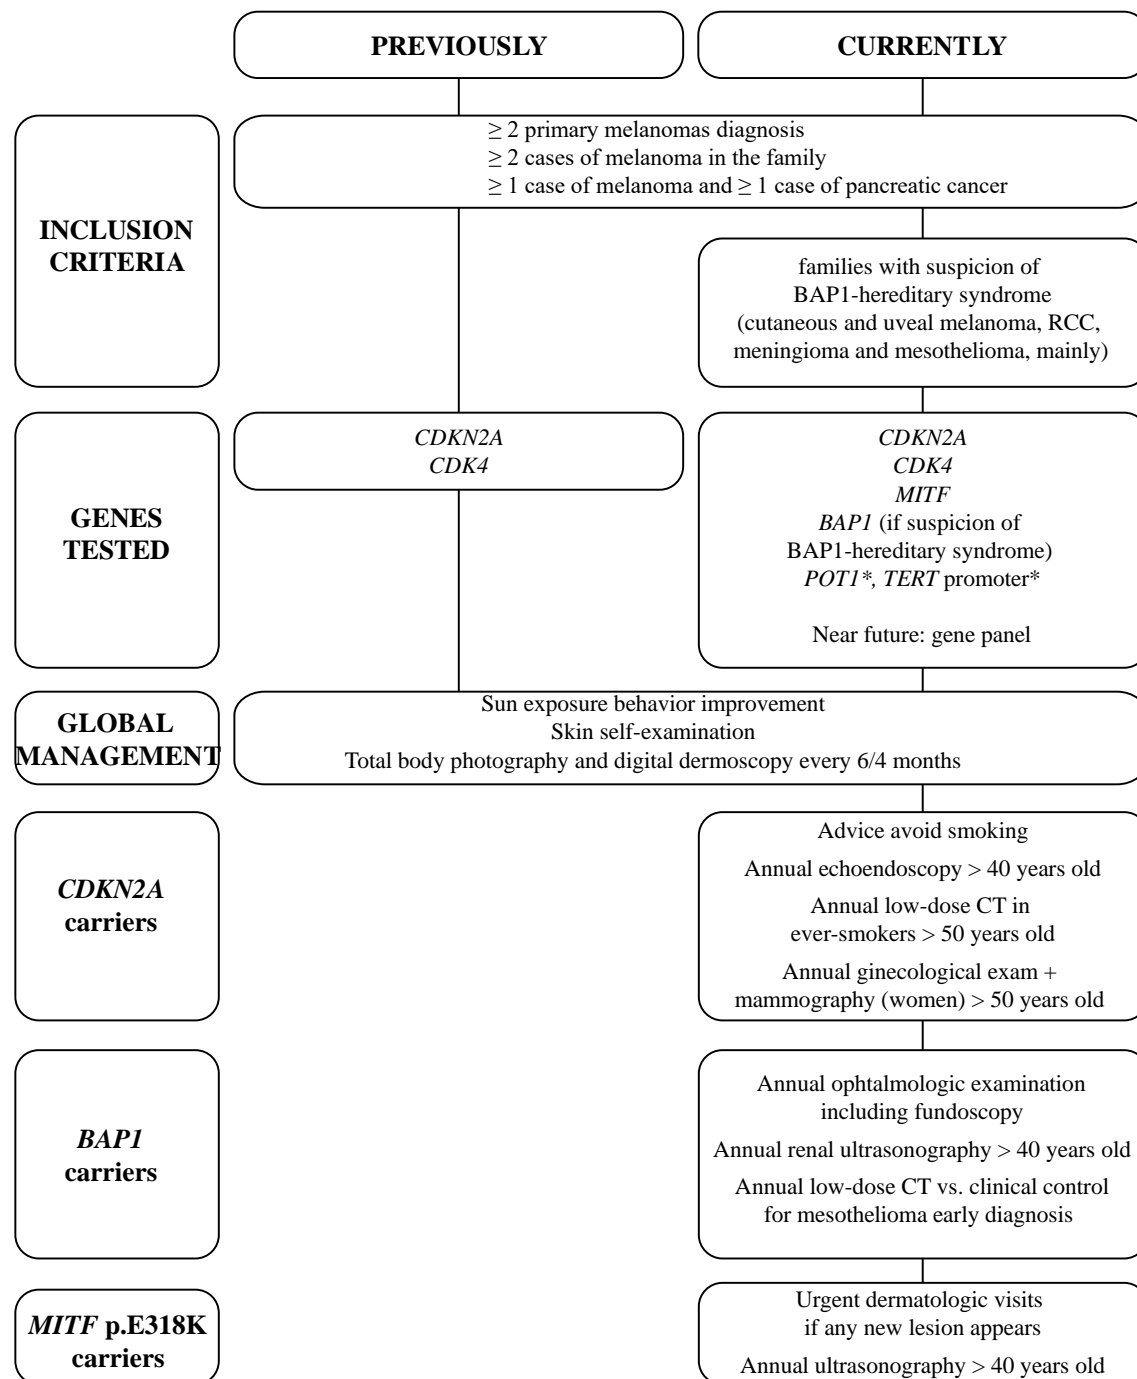 PREVIOUSLY
CURRENTLY
INCLUSION
CRITERIA
≥ 2 primary melanomas diagnosis
≥ 2 cases of melanoma in the family
≥ 1 case of melanoma and ≥ 1 case of pancreatic cancer
families with suspicion of
BAP1-hereditary syndrome
(cutaneous and uveal melanoma, RCC,
meningioma and mesothelioma, mainly)
GENES
TESTED
CDKN2A
CDK4
CDKN2A
CDK4
MITF
BAP1 (if suspicion of
BAP1-hereditary syndrome)
POT1*, TERT promoter*
Near future: gene panel
GLOBAL
MANAGEMENT
Sun exposure behavior improvement
Skin self-examination
Total body photography and digital dermoscopy every 6/4 months
CDKN2A
carriers
Advice avoid smoking
Annual echoendoscopy > 40 years old
Annual low-dose CT in
ever-smokers > 50 years old
Annual ginecological exam +
mammography (women) > 50 years old
BAP1
carriers
Annual ophtalmologic examination
including fundoscopy
Annual renal ultrasonography > 40 years old
Annual low-dose CT vs. clinical control
for mesothelioma early diagnosis
MITF p.E318K
carriers
Urgent dermatologic visits
if any new lesion appears
Annual ultrasonography > 40 years old